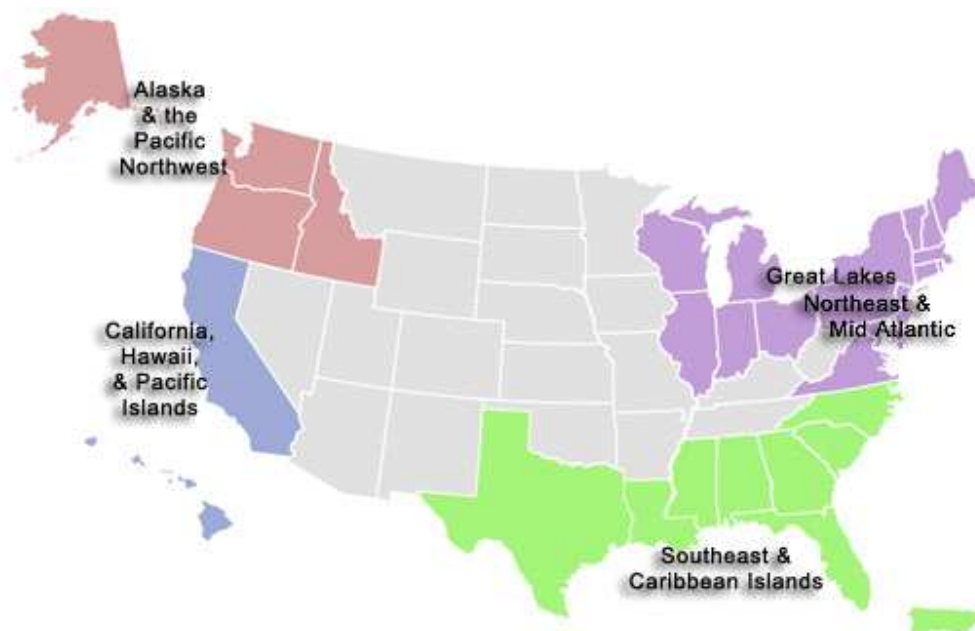 Alaska
& the
Pacific
Northwest
Great Lakes
Northeast &
Mid Atlantic
California,
Hawaii,
& Pacific
Islands
Southeast &
Caribbean Islands